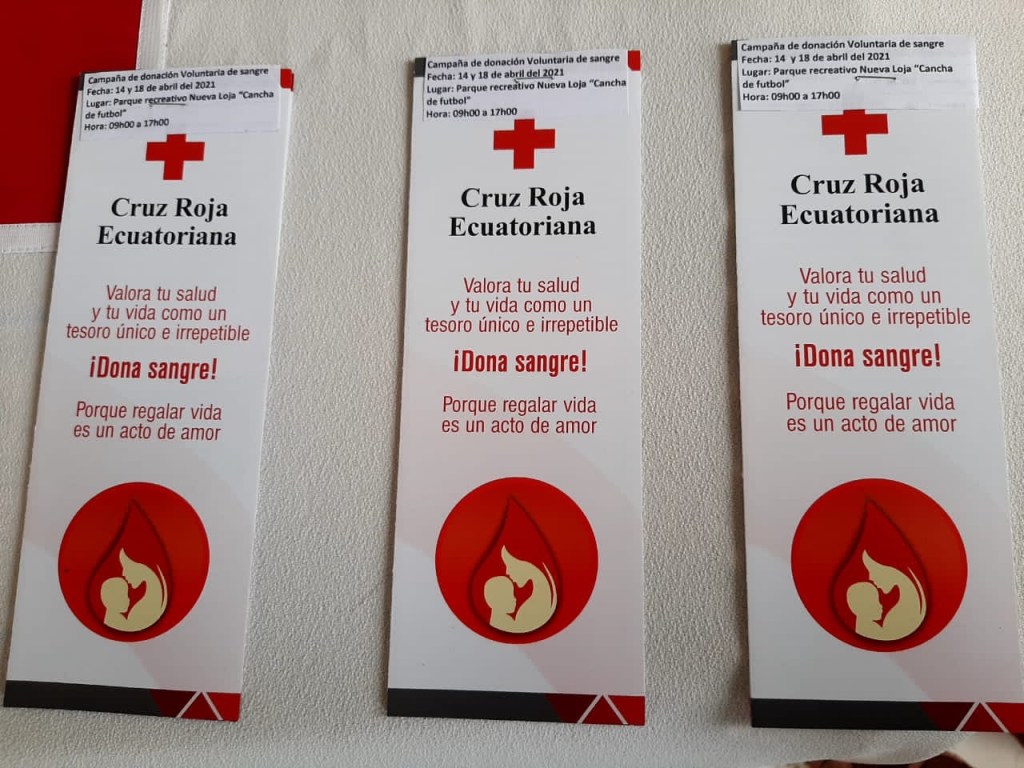 Campaña de donación Voluntaria de sangre
Fecha: 14 y 18 de abril del 2021
Lugar: Parque recreativo Nueva Loja "Cancha
de futbol"
Hora: 09h00 a 17h00
Cruz Roja
Ecuatoriana
Valora tu salud
y tu vida como un
tesoro único e irrepetible
¡Dona sangre!
Porque regalar vida
es un acto de amor
Campaña de donación Voluntaria de sangre
Fecha: 14 y 18 de abril del 2021
Lugar: Parque recreativo Nueva Loja "Cancha
de futbol"
Hora: 09h00 a 17h00
Cruz Roja
Ecuatoriana
Valora tu salud
y tu vida como un
tesoro único e irrepetible
¡Dona sangre!
Porque regalar vida
es un acto de amor
Campaña de donación Voluntaria de sangre
Fecha: 14 y 18 de abril del 2021
Lugar: Parque recreativo Nueva Loja "Cancha
de futbol"
Hora: 09h00 a 17h00
Cruz Roja
Ecuatoriana
Valora tu salud
y tu vida como un
tesoro único e irrepetible
¡Dona sangre!
Porque regalar vida
es un acto de amor